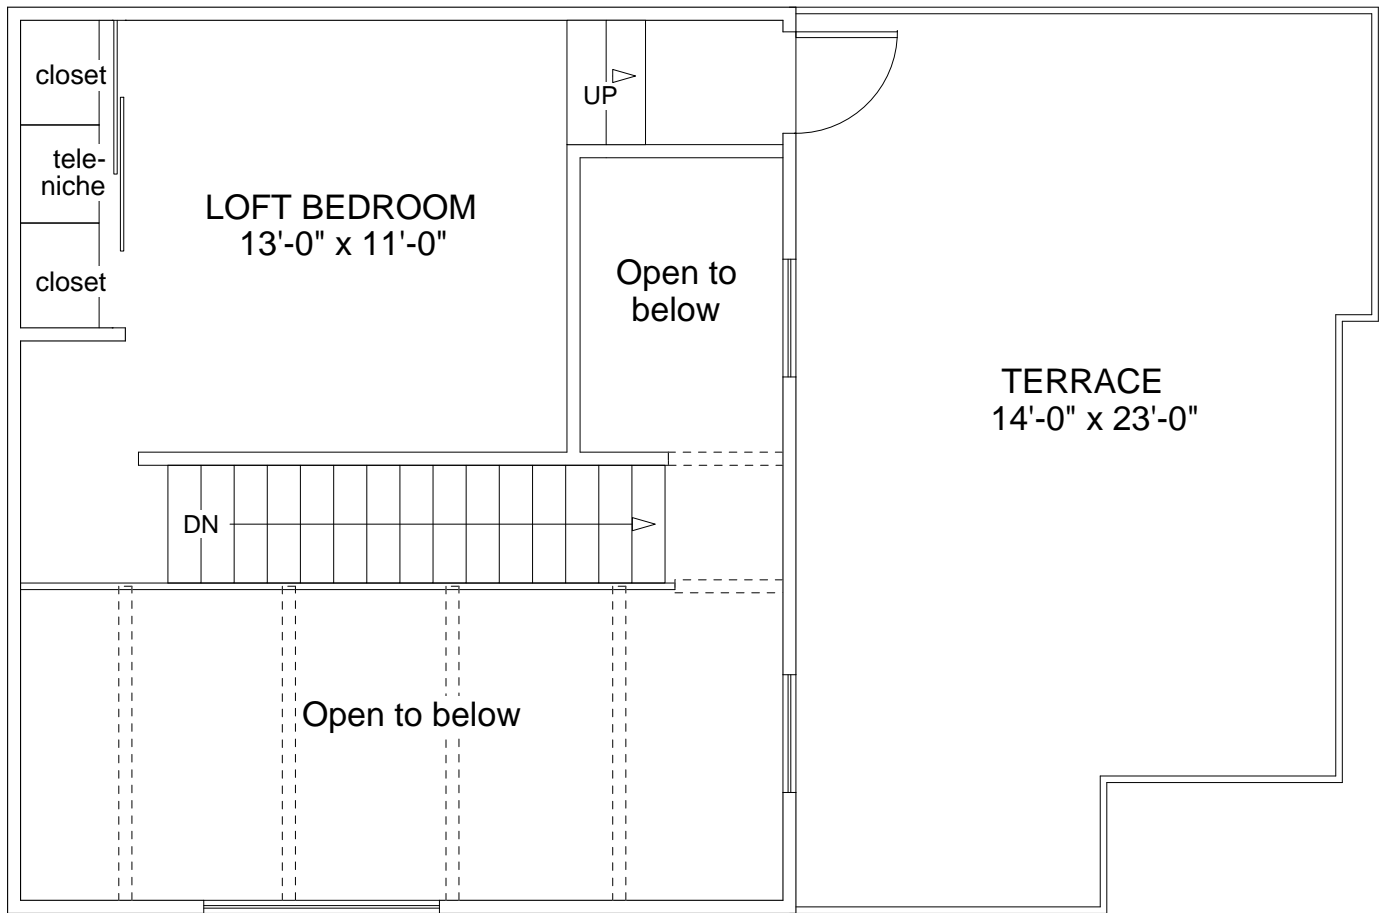 closet
UP
tele-
niche
LOFT BEDROOM
13'-0" x 11'-0"
closet
Open to
below
TERRACE
14'-0" x 23'-0"
DN
Open to below